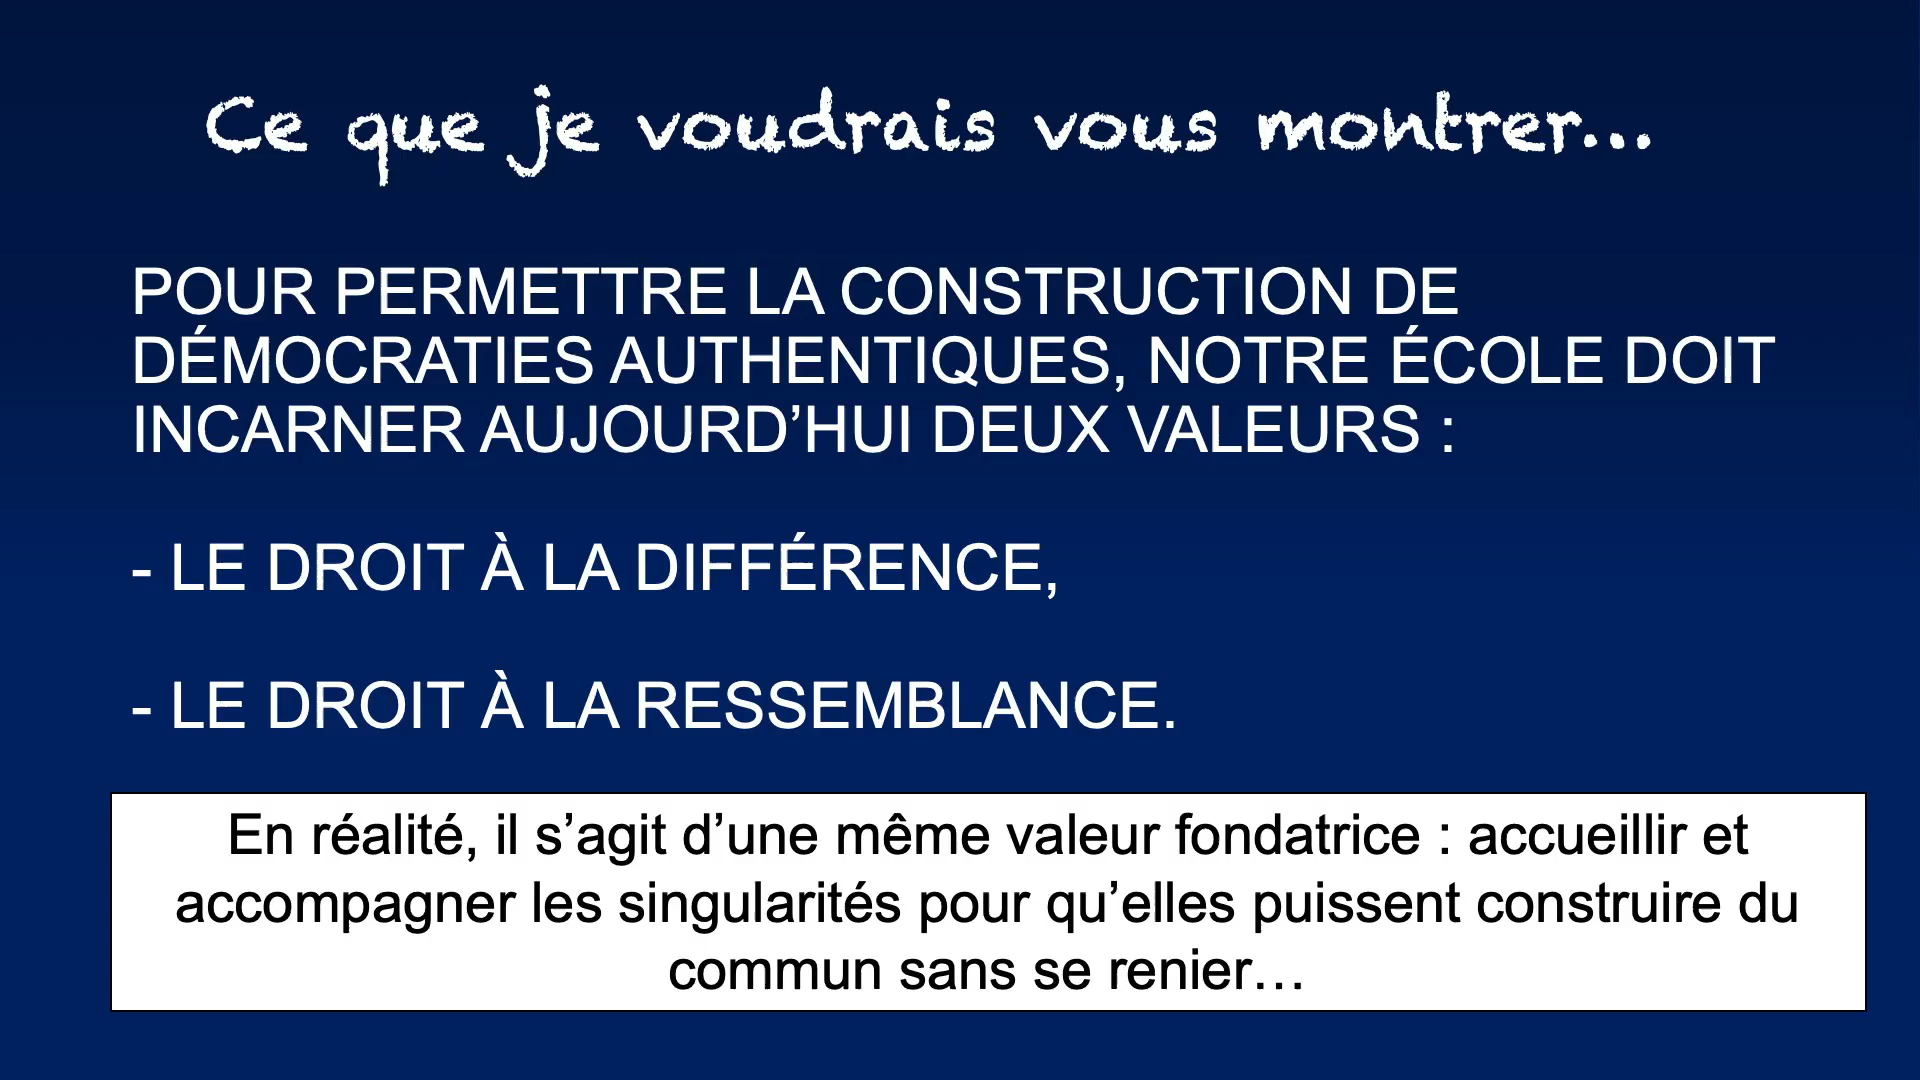 Ce que je voudrais vous montrer...
POUR PERMETTRE LA CONSTRUCTION DE
DÉMOCRATIES AUTHENTIQUES, NOTRE ÉCOLE DOIT
INCARNER AUJOURD’HUI DEUX VALEURS :
- LE DROIT À LA DIFFÉRENCE,
- LE DROIT À LA RESSEMBLANCE.
En réalité, il s’agit d’une même valeur fondatrice : accueillir et
accompagner les singularités pour qu’elles puissent construire du
commun sans se renier…